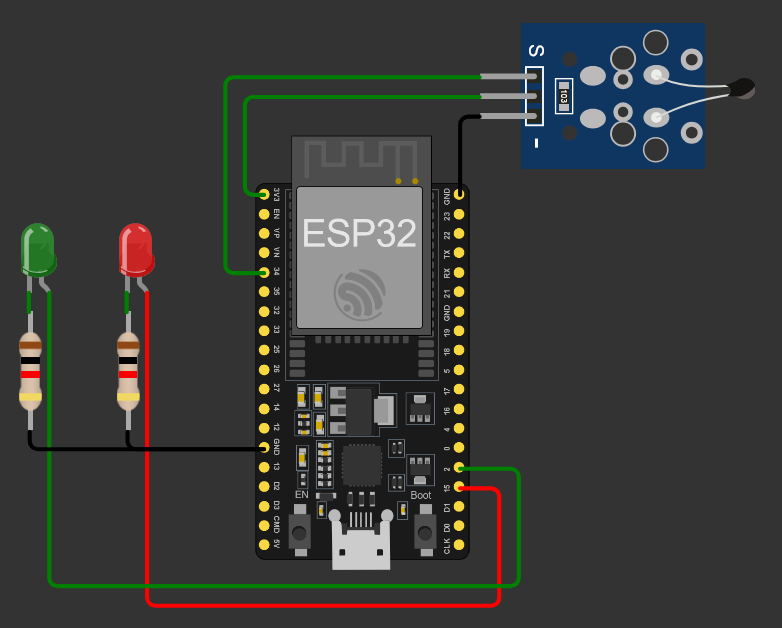 S
103
-
ESP32
3V3
EN
VP
VN
34
35
32
33
25
26
27
14
12
GND
13
D2
D3
CMD
5V
GND
23
22
TX
RX
21
GND
19
18
5
17
16
4
0
2
15
D1
D0
CLK
EN
Boot